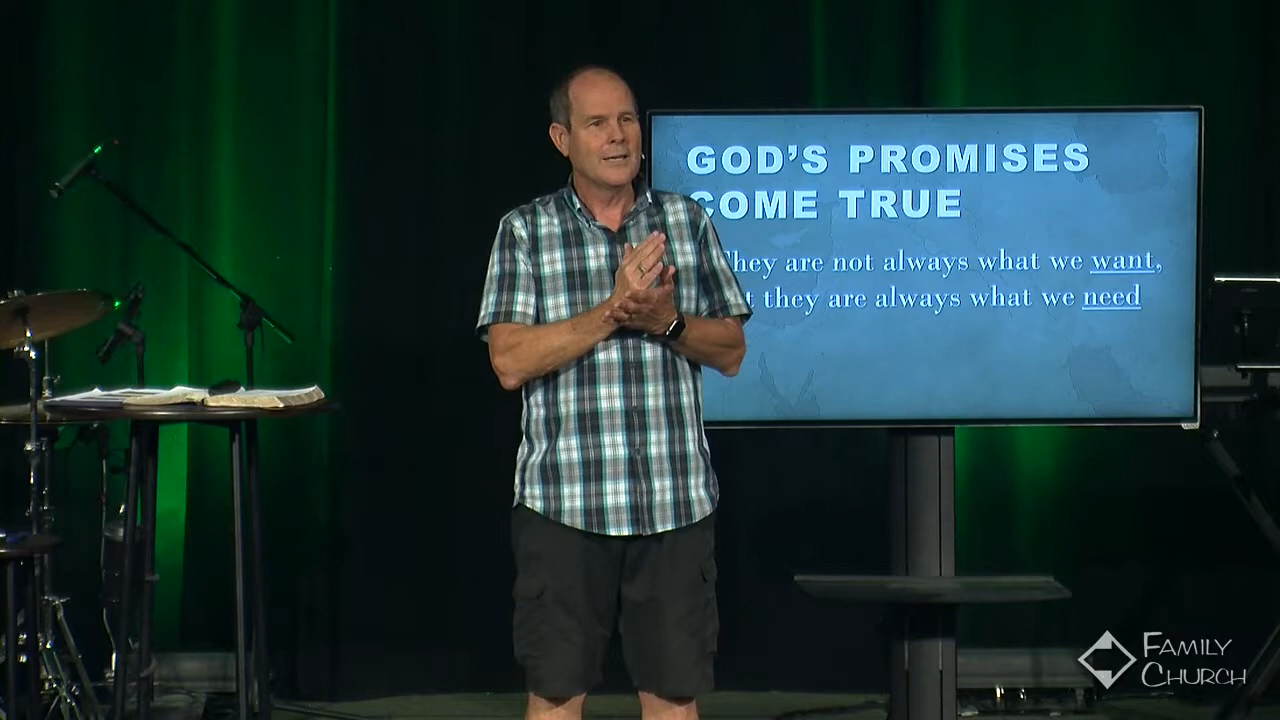 GOD'S PROMISES
COME TRUE
They are not always what we want,
they are always what we need
FAMILY
CHURCH